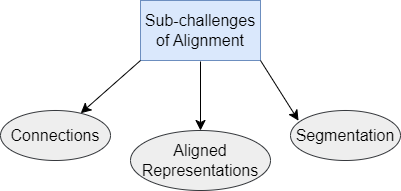 Sub-challenges
of Alignment
Connections
Aligned
Representations
Segmentation